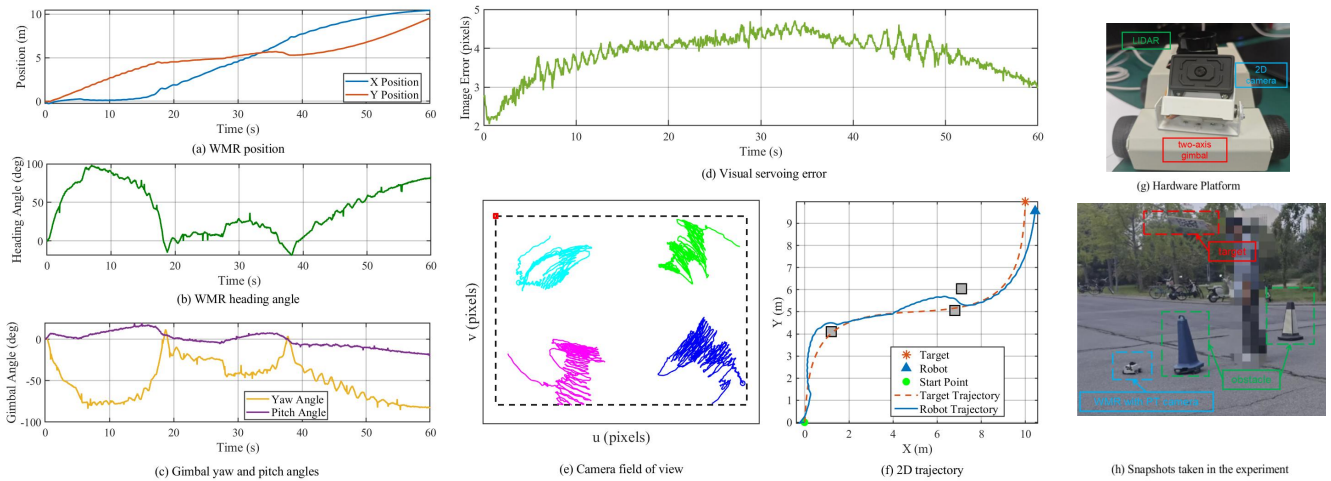 10
5
0
Position (m)
X Position
Y Position
0 10 20 30 40 50 60
Time (s)
(a) WMR position
100
50
0
Heading Angle (deg)
0 10 20 30 40 50 60
Time (s)
(b) WMR heading angle
0
-50
-100
Gimbal Angle (deg)
Yaw Angle
Pitch Angle
0 10 20 30 40 50 60
Time (s)
(c) Gimbal yaw and pitch angles
5
4
3
2
Image Error (pixels)
0 10 20 30 40 50 60
Time (s)
(d) Visual servoing error
v (pixels)
u (pixels)
(e) Camera field of view
9
8
7
6
5
4
3
2
1
0
Y (m)
Target
Robot
Start Point
Target Trajectory
Robot Trajectory
0 2 4 6 8 10
X (m)
(f) 2D trajectory
LiDAR
2D
camera
two-axis
gimbal
(g) Hardware Platform
target
obstacle
(h) Snapshots taken in the experiment